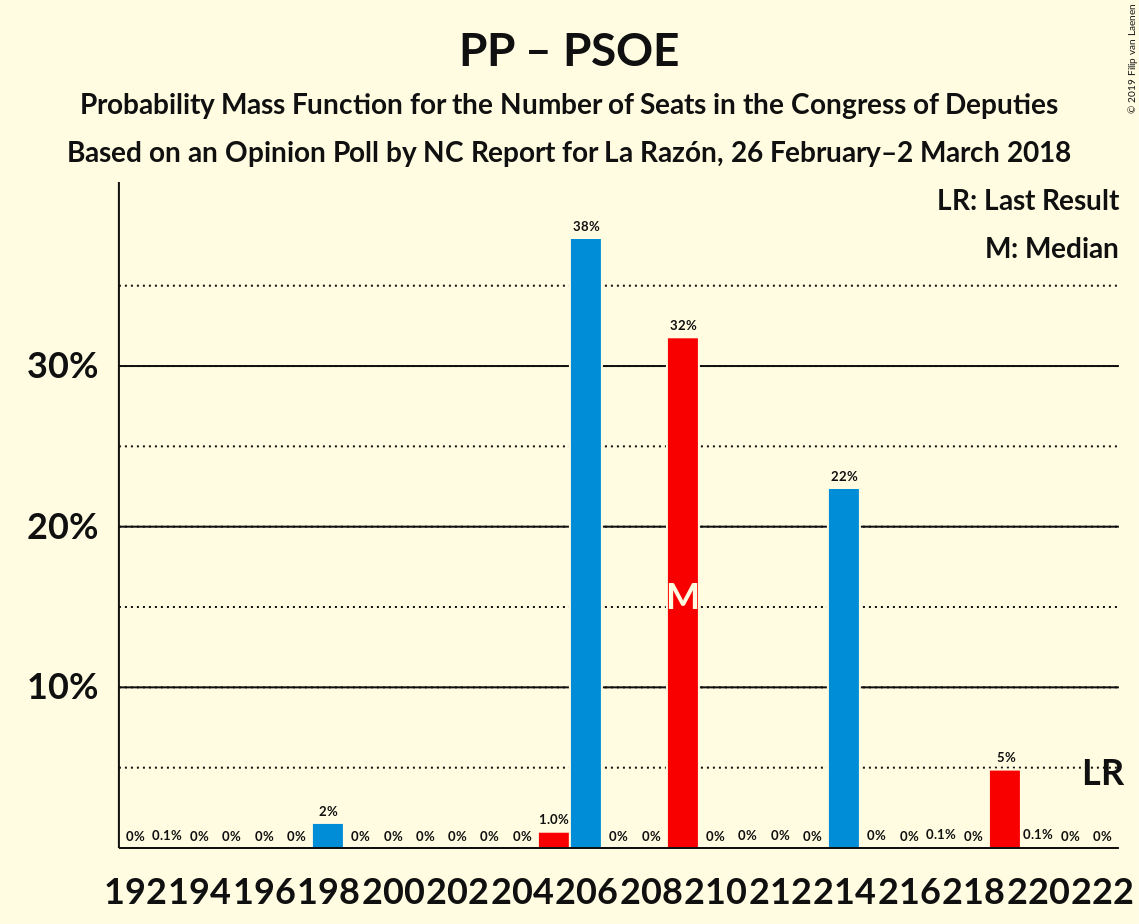 PP – PSOE
Probability Mass Function for the Number of Seats in the Congress of Deputies
Based on an Opinion Poll by NC Report for La Razón, 26 February–2 March 2018
© 2019 Filip van Laenen
LR: Last Result
M: Median
38%
32%
30%
22%
20%
M
10%
5%
LR
2%
1.0%
0% 0.1% 0% 0% 0% 0% 0% 0% 0% 0% 0% 0% 0% 0% 0% 0% 0% 0% 0% 0% 0.1% 0% 0.1% 0% 0%
192 194 196 198 200 202 204 206 208 210 212 214 216 218 220 222